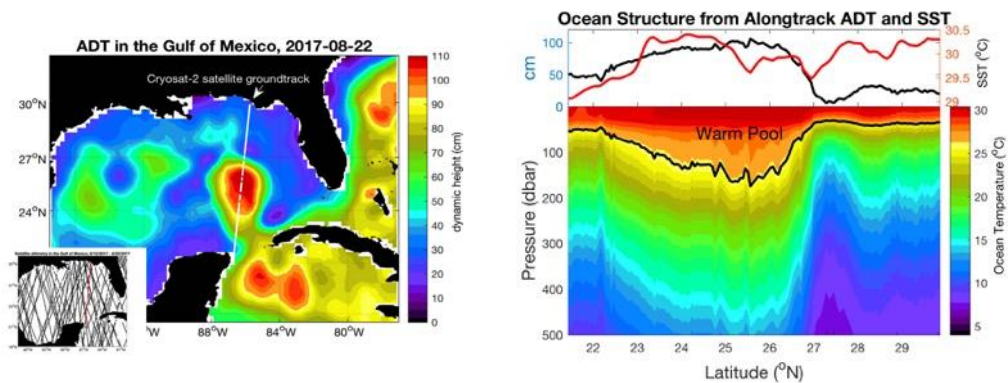 ADT in the Gulf of Mexico, 2017-08-22
Cryosat-2 satellite groundtrack
30°N
27°N
24°N
°W
88°W
84°W
80°W
110
100
90
80
70
60
50
40
30
20
10
0
dynamic height (cm)
Ocean Structure from Alongtrack ADT and SST
100
50
0
cm
30.5
30
29.5
29
SST (°C)
Warm Pool
100
200
300
400
500
Pressure (dbar)
22
23
24
25
26
27
28
29
Latitude (°N)
30
25
20
15
10
5
Ocean Temperature (°C)